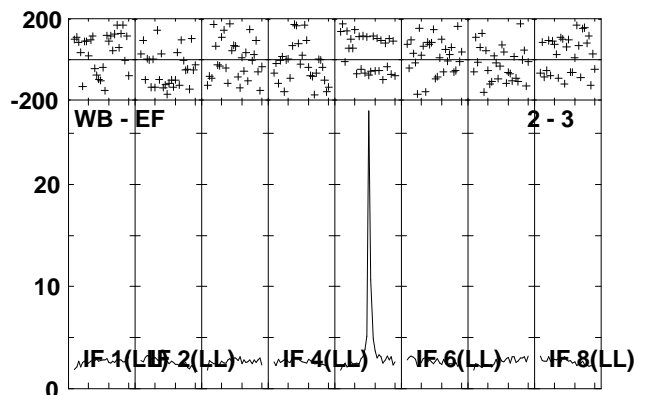 200
-200
WB - EF 2 - 3
20
10
IF 1(LL) IF 2(LL) IF 4(LL) IF 6(LL) IF 8(LL)
0